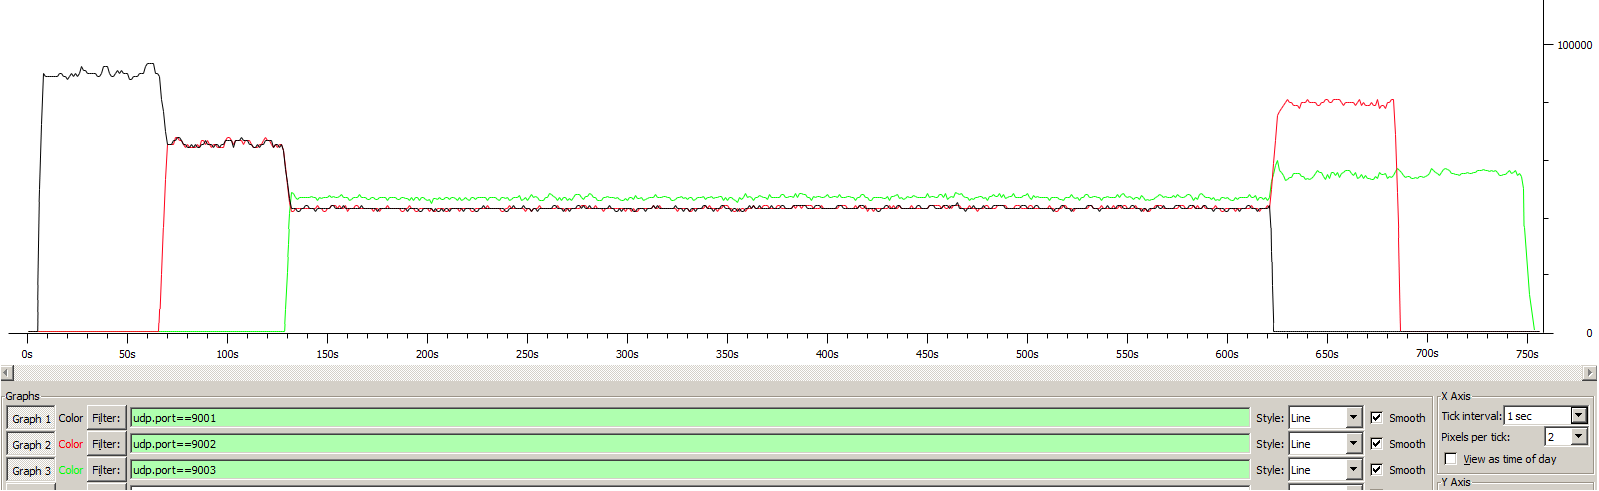 100000
0
0s 50s 100s 150s 200s 250s 300s 350s 400s 450s 500s 550s 600s 650s 700s 750s
Graphs
X Axis
Graph 1 Color Filter: udp.port==9001 Style: Line Smooth
Tick interval: 1 sec
Graph 2 Color Filter: udp.port==9002 Style: Line Smooth
Pixels per tick: 2
Graph 3 Color Filter: udp.port==9003 Style: Line Smooth
View as time of day
Y Axis